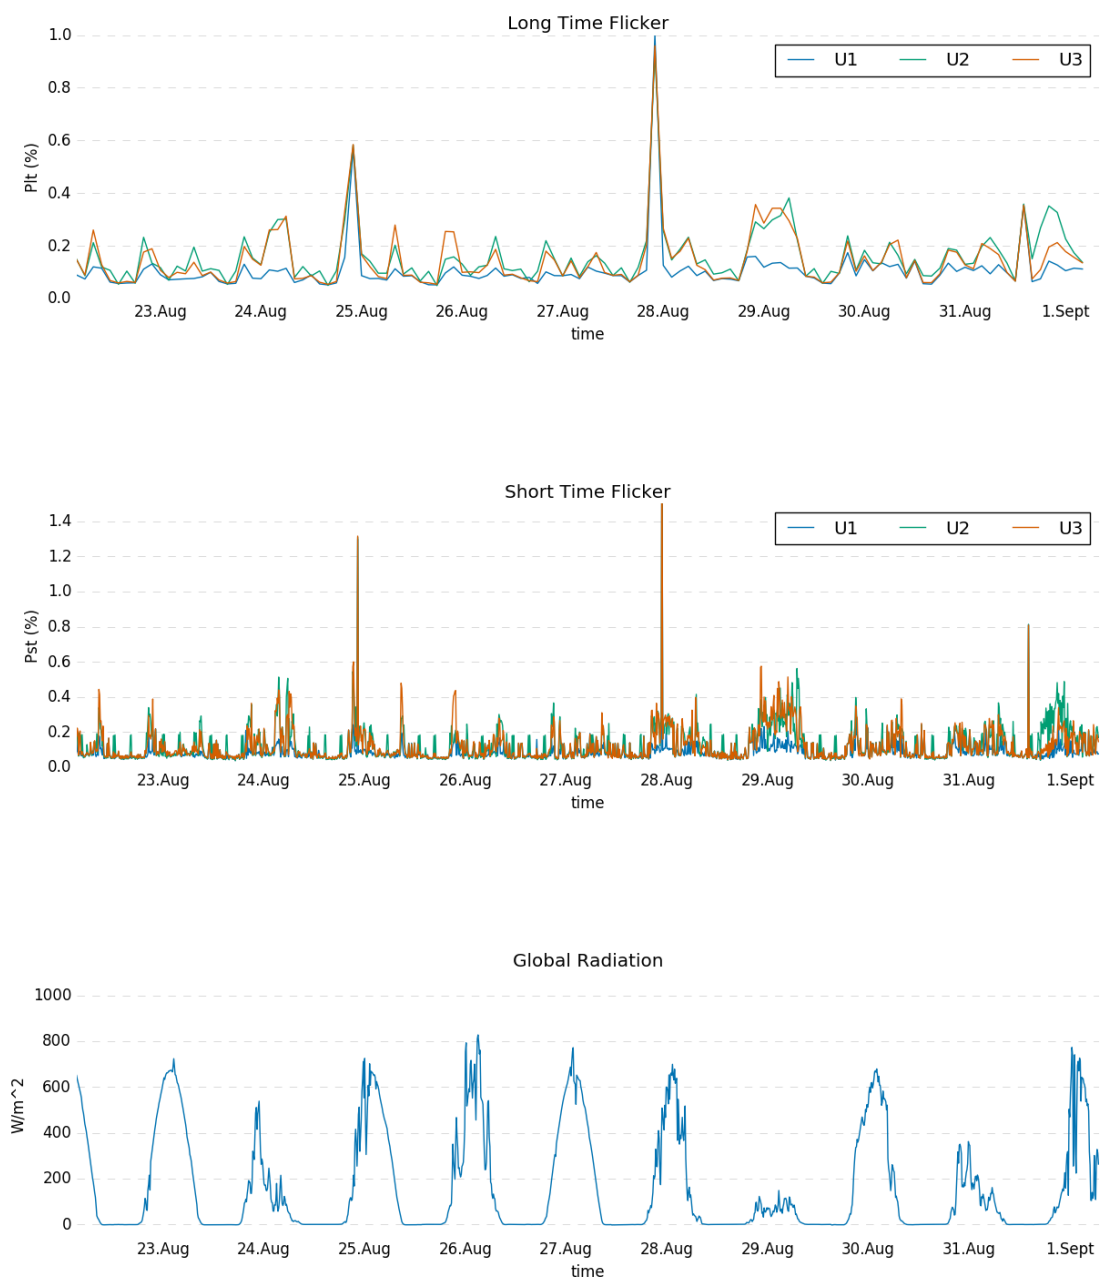 Long Time Flicker
1.0
U1 U2 U3
0.8
0.6
Plt (%)
0.4
0.2
0.0
23.Aug 24.Aug 25.Aug 26.Aug 27.Aug 28.Aug 29.Aug 30.Aug 31.Aug 1.Sept
time
Short Time Flicker
1.4
U1 U2 U3
1.2
1.0
0.8
Pst (%)
0.6
0.4
0.2
0.0
23.Aug 24.Aug 25.Aug 26.Aug 27.Aug 28.Aug 29.Aug 30.Aug 31.Aug 1.Sept
time
Global Radiation
1000
800
600
W/m^2
400
200
0
23.Aug 24.Aug 25.Aug 26.Aug 27.Aug 28.Aug 29.Aug 30.Aug 31.Aug 1.Sept
time